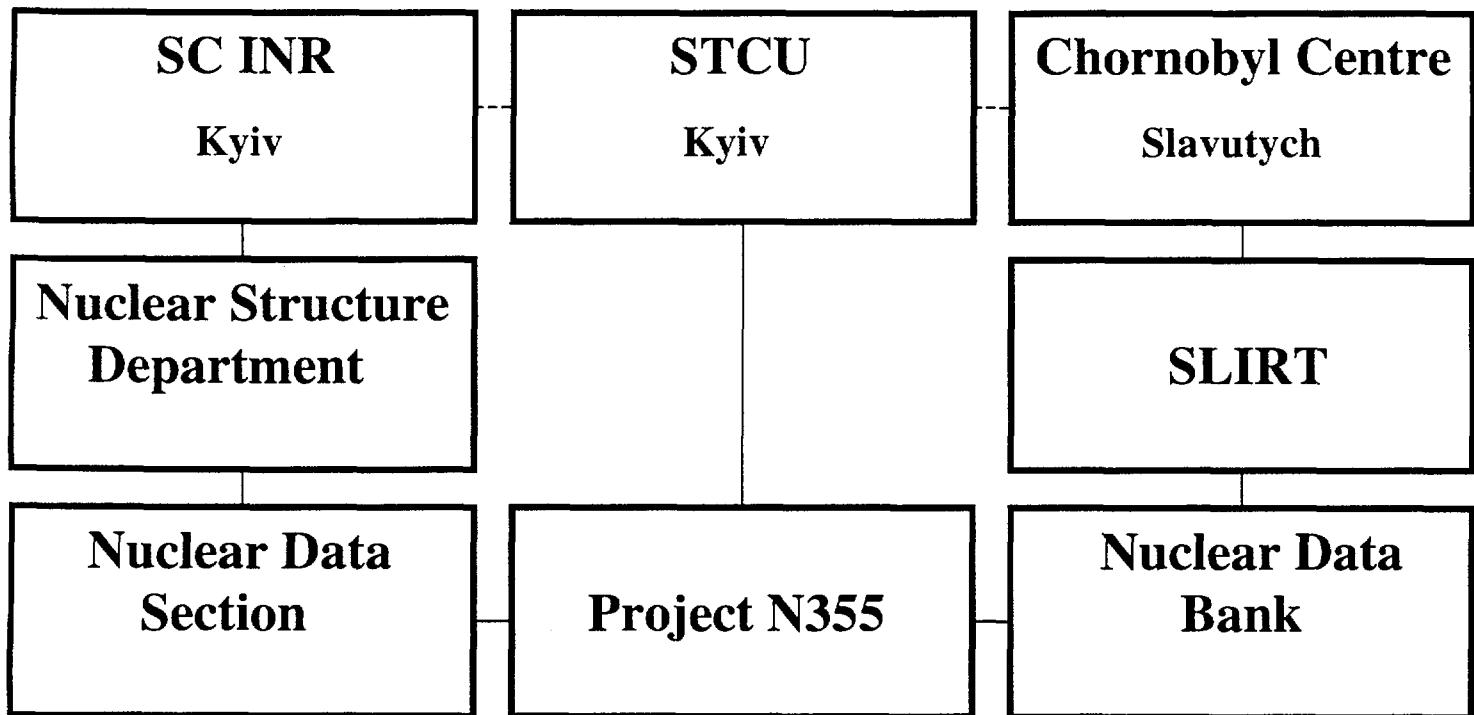 SC INR
Kyiv
STCU
Kyiv
Chornobyl Centre
Slavutych
Nuclear Structure
Department
SLIRT
Nuclear Data
Section
Project N355
Nuclear Data
Bank